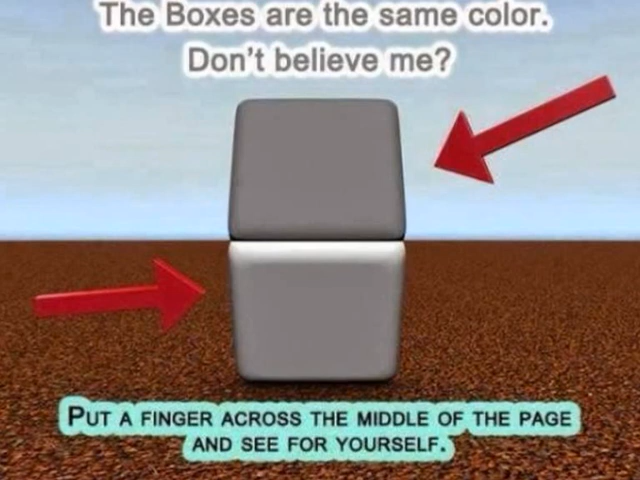 The Boxes are the same color.
Don't believe me?
PUT A FINGER ACROSS THE MIDDLE OF THE PAGE
AND SEE FOR YOURSELF.